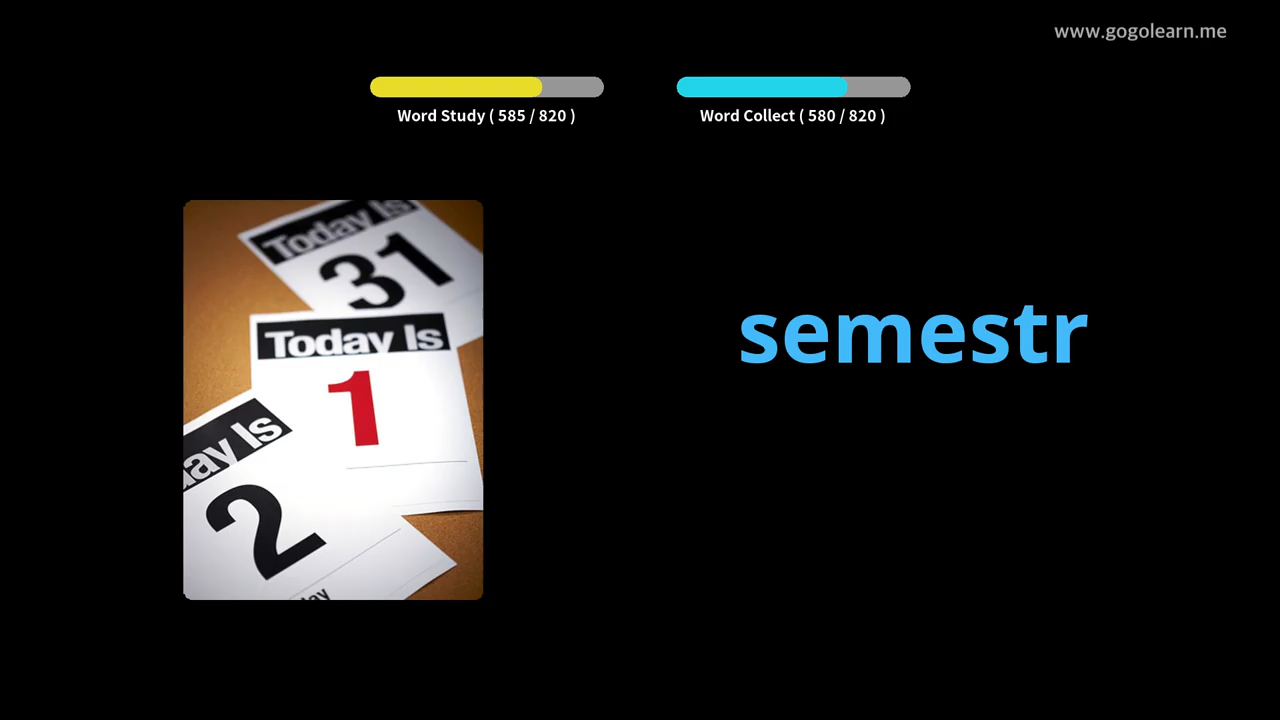 www.gogolearn.me
Word Study ( 585 / 820 )
Word Collect ( 580 / 820 )
Today Is
31
Today Is
1
semestr
ay Is
2
ay